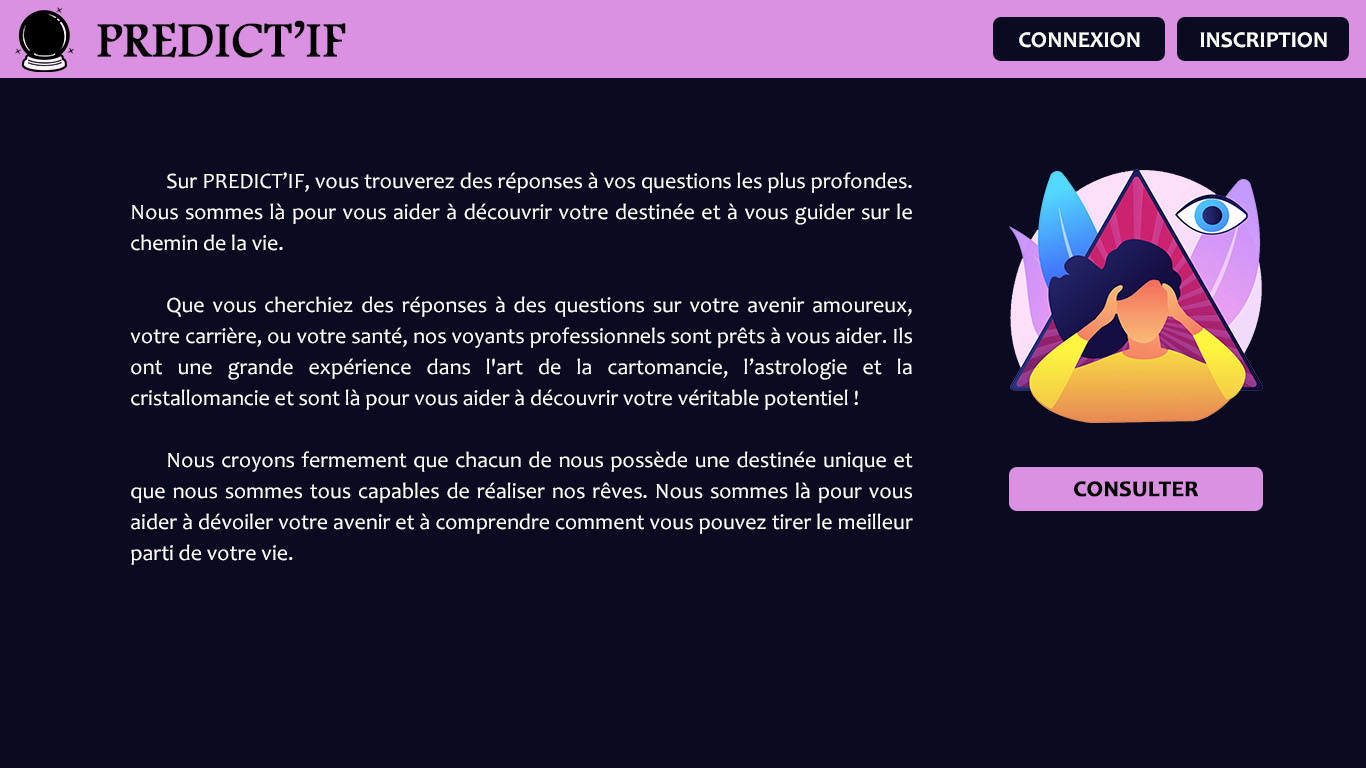 PREDICT’IF
CONNEXION
INSCRIPTION
Sur PREDICT’IF, vous trouverez des réponses à vos questions les plus profondes.
Nous sommes là pour vous aider à découvrir votre destinée et à vous guider sur le
chemin de la vie.
Que vous cherchiez des réponses à des questions sur votre avenir amoureux,
votre carrière, ou votre santé, nos voyants professionnels sont prêts à vous aider. Ils
ont une grande expérience dans l'art de la cartomancie, l’astrologie et la
cristallomancie et sont là pour vous aider à découvrir votre véritable potentiel !
Nous croyons fermement que chacun de nous possède une destinée unique et
que nous sommes tous capables de réaliser nos rêves. Nous sommes là pour vous
aider à dévoiler votre avenir et à comprendre comment vous pouvez tirer le meilleur
parti de votre vie.
CONSULTER